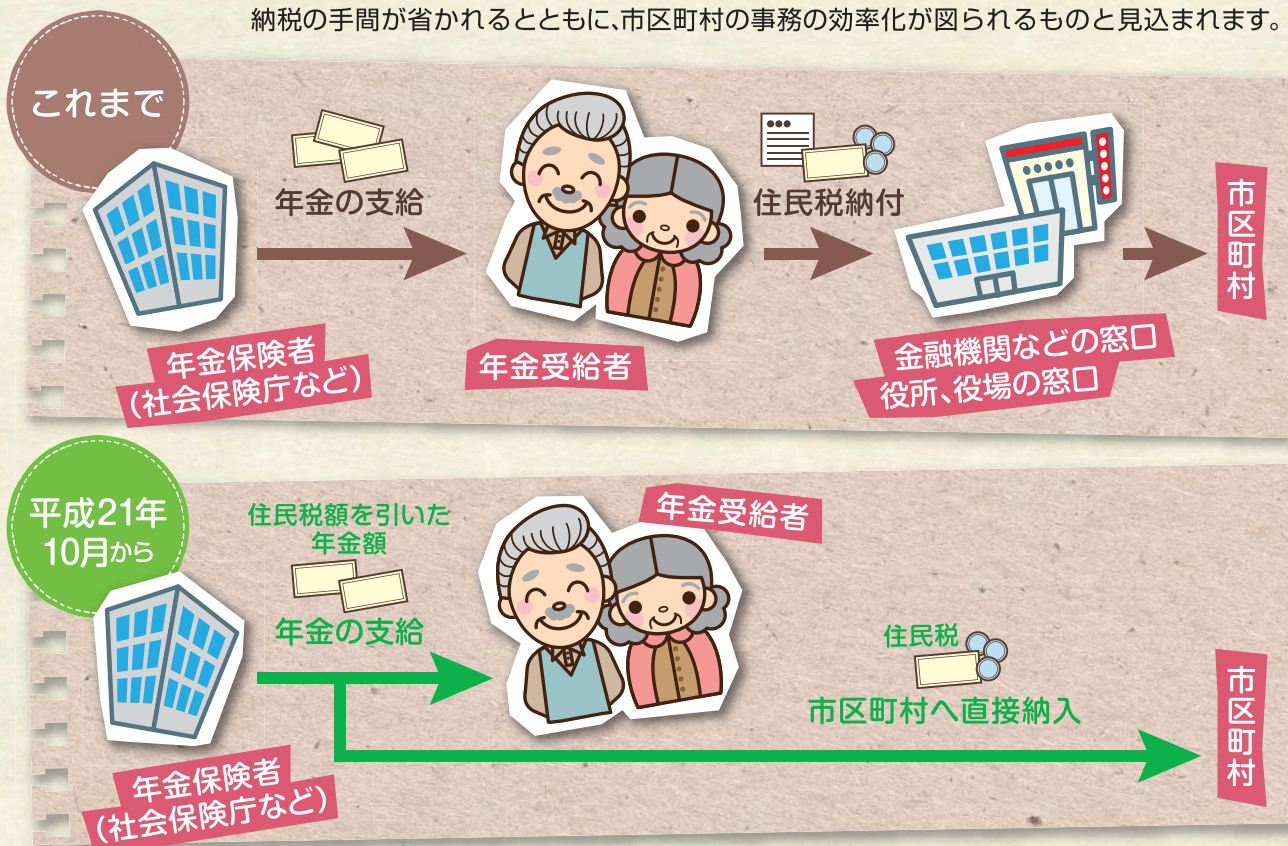 納税の手間が省かれるとともに、市区町村の事務の効率化が図られるものと見込まれます。
これまで
年金の支給
住民税納付
市区町村
年金保険者
（社会保険庁など）
年金受給者
金融機関などの窓口
役所、役場の窓口
平成21年
10月から
住民税額を引いた
年金額
年金の支給
年金受給者
住民税
市区町村へ直接納入
市区町村
年金保険者
（社会保険庁など）